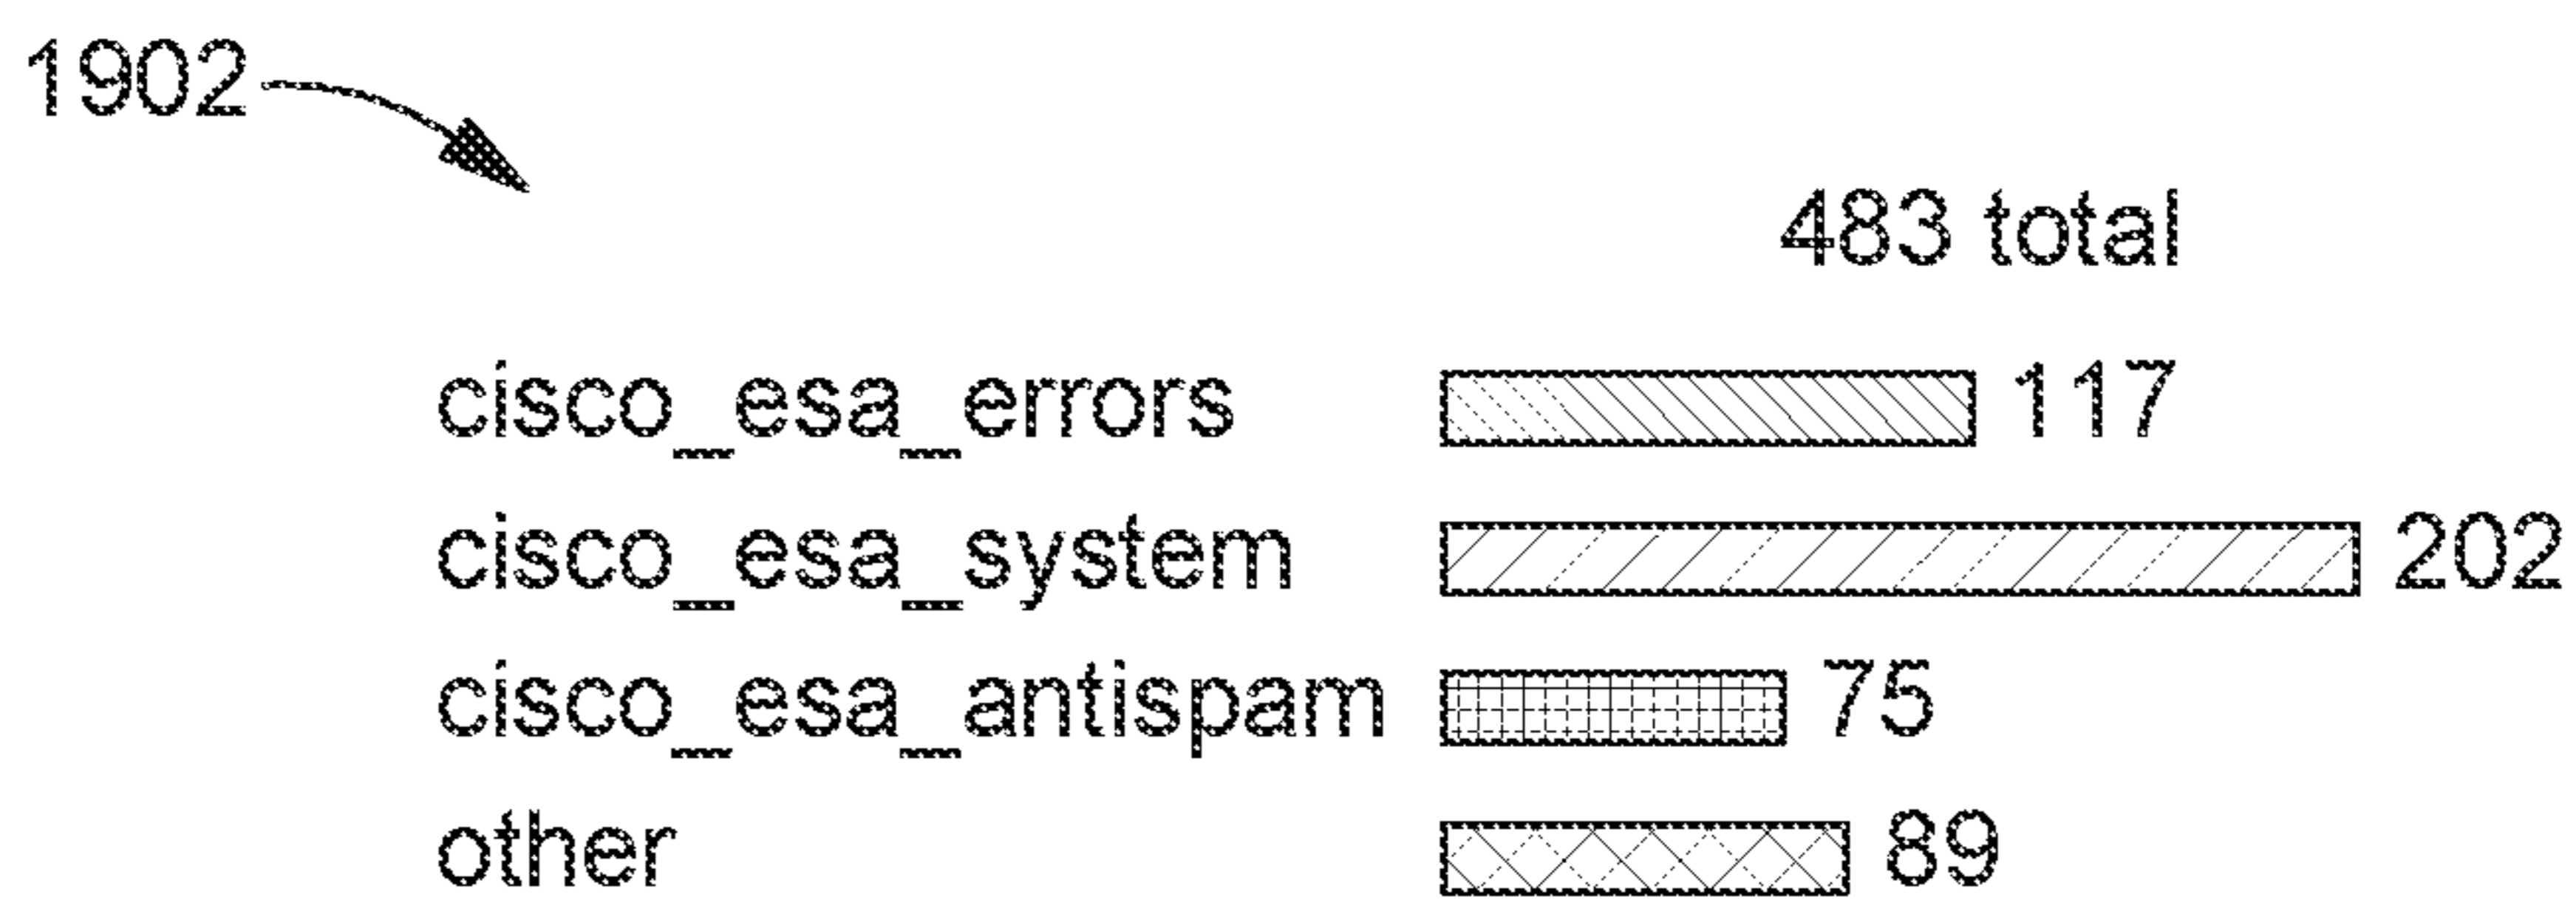 1902
483 total
cisco_esa_errors 117
cisco_esa_system 202
cisco_esa_antispam 75
other 89